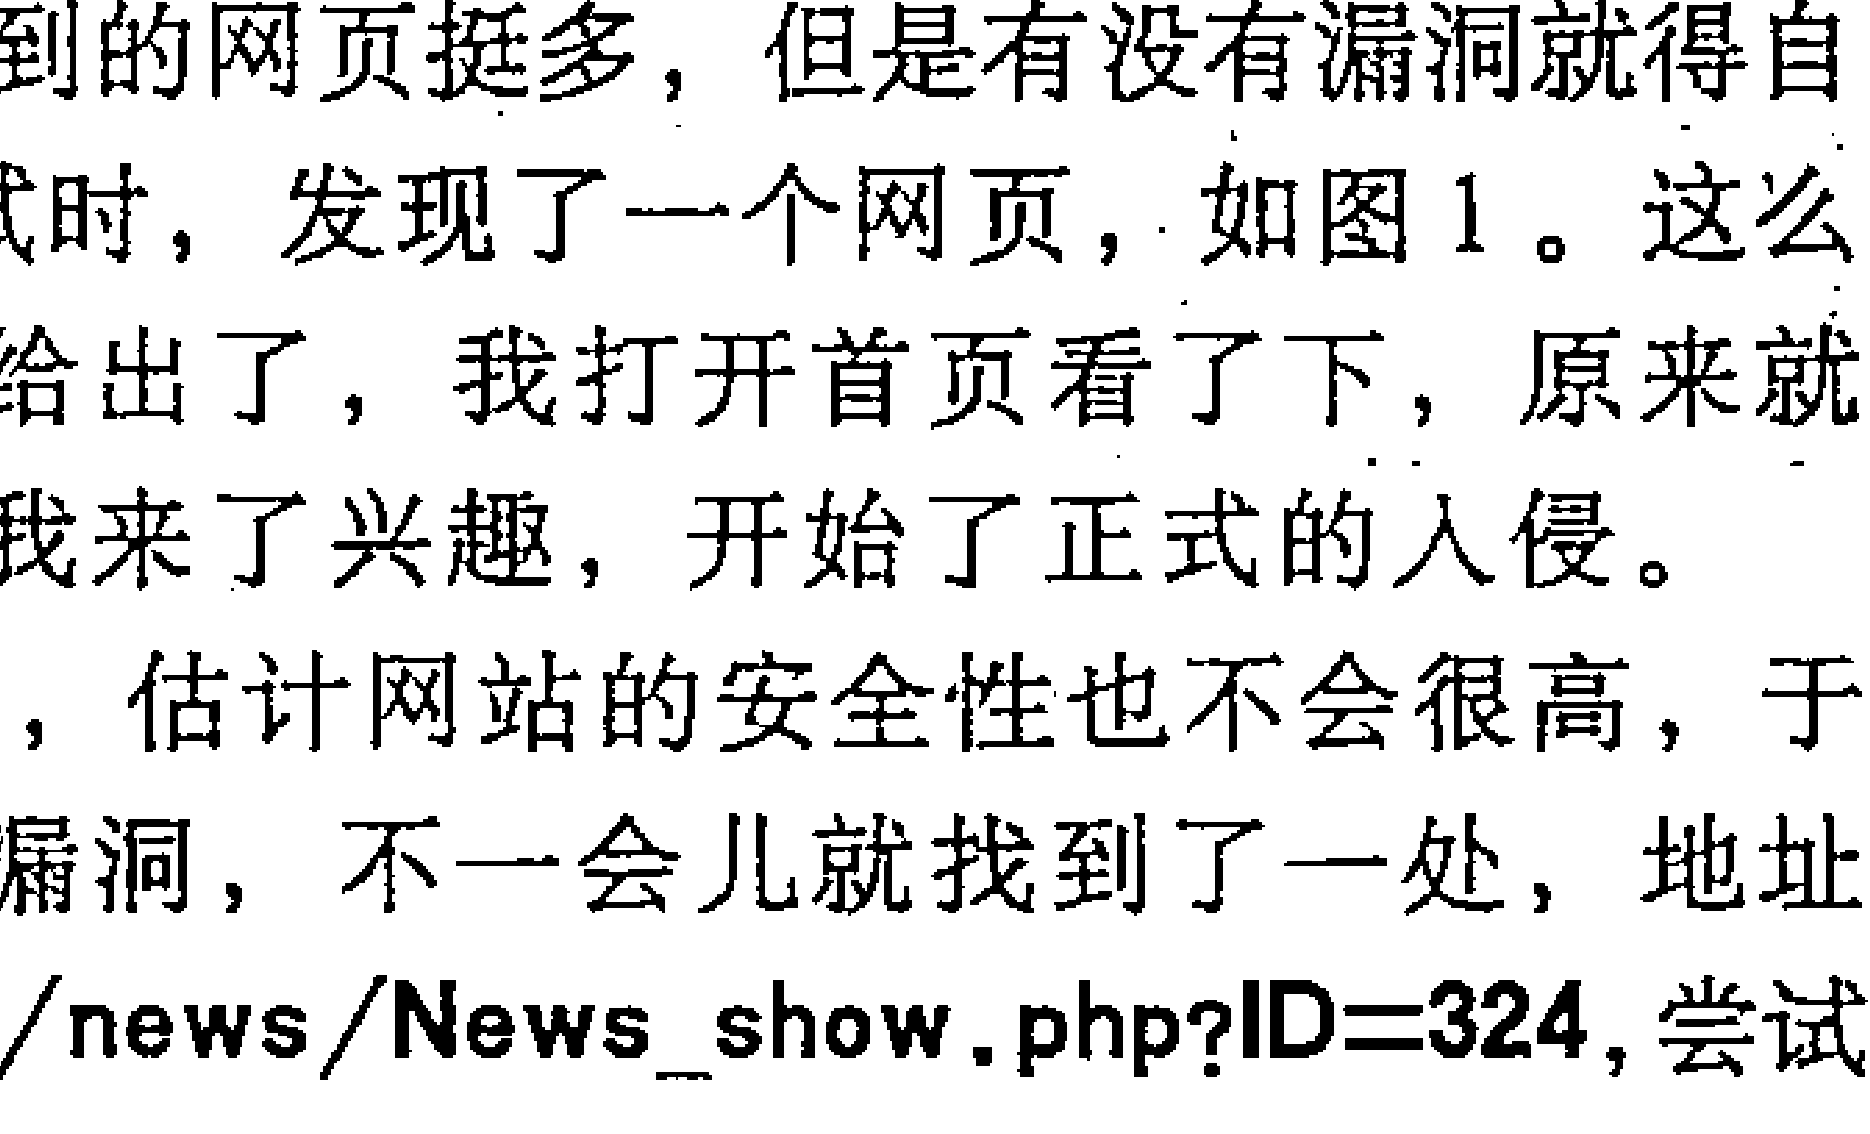 到的网页挺多，但是有没有漏洞就得自
式时，发现了一个网页，如图1。这么
给出了，我打开首页看了下，原来就
我来了兴趣，开始了正式的入侵。
，估计网站的安全性也不会很高，于
漏洞，不一会儿就找到了一处，地址
/news/News_show.php?ID=324,尝试